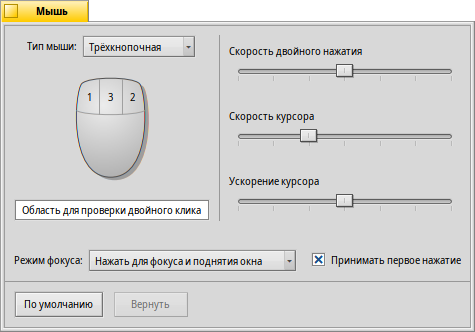 Мышь
Тип мыши: Трёхкнопочная
1 3 2
Область для проверки двойного клика
Скорость двойного нажатия
Скорость курсора
Ускорение курсора
Режим фокуса: Нажать для фокуса и поднятия окна
Принимать первое нажатие
По умолчанию
Вернуть